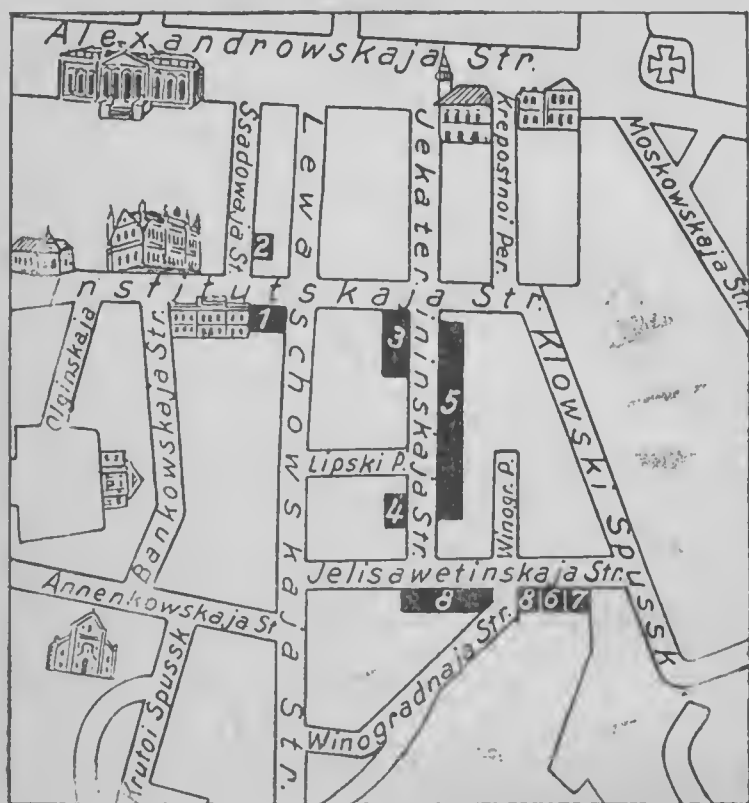 Alexandrowskaja Str.
Ssadowaja St.
Lewaschowskaja Str.
Jekaterininskaja Str.
Krepostnoi Per.
Moskowskaja Str.
2
Institutskaja Str.
1
3
5
Olginskaja
Bankowskaja Str.
Klowski Spussk
Lipski P.
4
Winogr. P.
Jelisawetinskaja Str.
Annenkowskaja St
8
8 6 7
Krutoi Spussk
Winogradnaja Str.